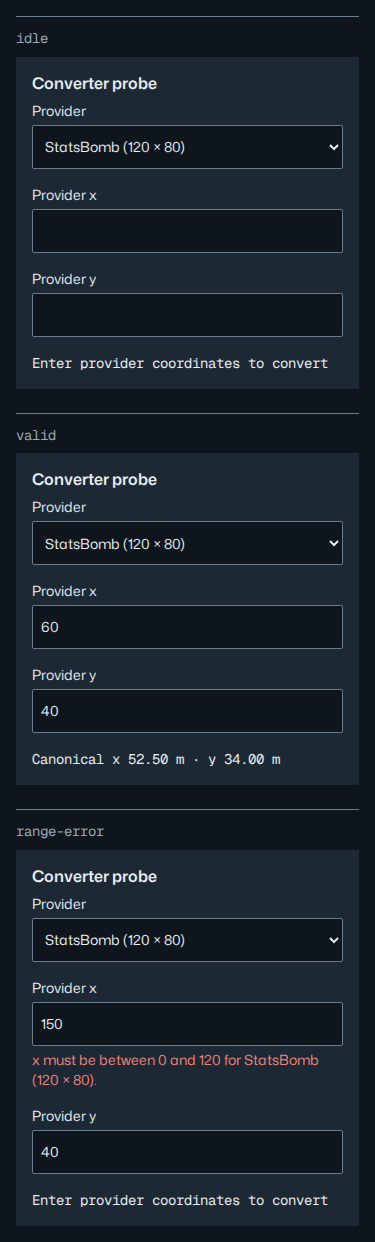 idle
Converter probe
Provider
StatsBomb (120 × 80)
Provider x
Provider y
Enter provider coordinates to convert
valid
Converter probe
Provider
StatsBomb (120 × 80)
Provider x
60
Provider y
40
Canonical x 52.50 m · y 34.00 m
range-error
Converter probe
Provider
StatsBomb (120 × 80)
Provider x
150
x must be between 0 and 120 for StatsBomb
(120 × 80).
Provider y
40
Enter provider coordinates to convert